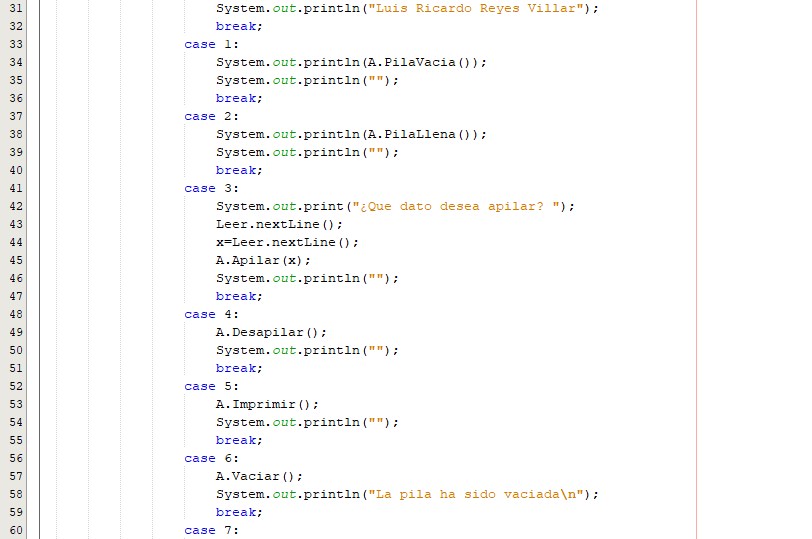 31 System.out.println("Luis Ricardo Reyes Villar");
32 break;
33 case 1:
34 System.out.println(A.PilaVacia());
35 System.out.println("");
36 break;
37 case 2:
38 System.out.println(A.PilaLlena());
39 System.out.println("");
40 break;
41 case 3:
42 System.out.print("¿Que dato desea apilar? ");
43 Leer.nextLine();
44 x=Leer.nextLine();
45 A.Apilar(x);
46 System.out.println("");
47 break;
48 case 4:
49 A.Desapilar();
50 System.out.println("");
51 break;
52 case 5:
53 A.Imprimir();
54 System.out.println("");
55 break;
56 case 6:
57 A.Vaciar();
58 System.out.println("La pila ha sido vaciada\n");
59 break;
60 case 7: